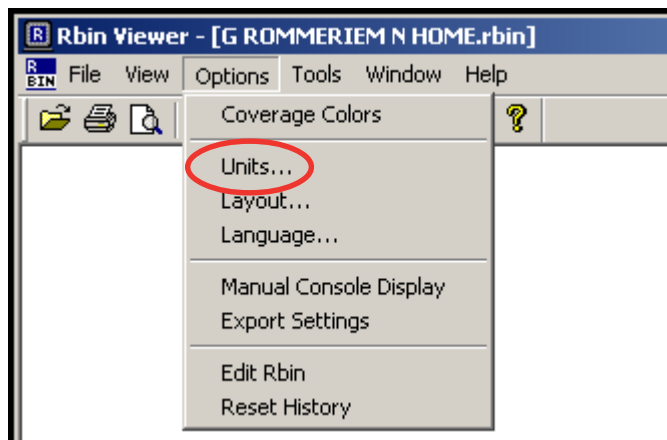 R Rbin Viewer - [G ROMMERIEM N HOME.rbin]
R BIN File View Options Tools Window Help
Coverage Colors
Units...
Layout...
Language...
Manual Console Display
Export Settings
Edit Rbin
Reset History